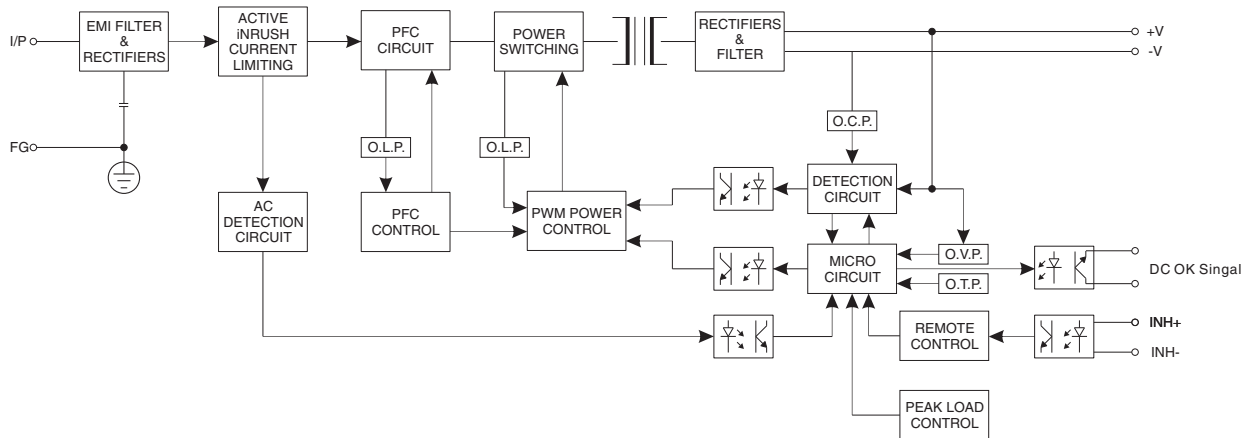 I/P
EMI FILTER
&
RECTIFIERS
ACTIVE
iNRUSH
CURRENT
LIMITING
PFC
CIRCUIT
POWER
SWITCHING
RECTIFIERS
&
FILTER
+V
-V
FG
O.L.P.
O.L.P.
O.C.P.
AC
DETECTION
CIRCUIT
PFC
CONTROL
PWM POWER
CONTROL
DETECTION
CIRCUIT
MICRO
CIRCUIT
O.V.P.
O.T.P.
DC OK Singal
REMOTE
CONTROL
INH+
INH-
PEAK LOAD
CONTROL